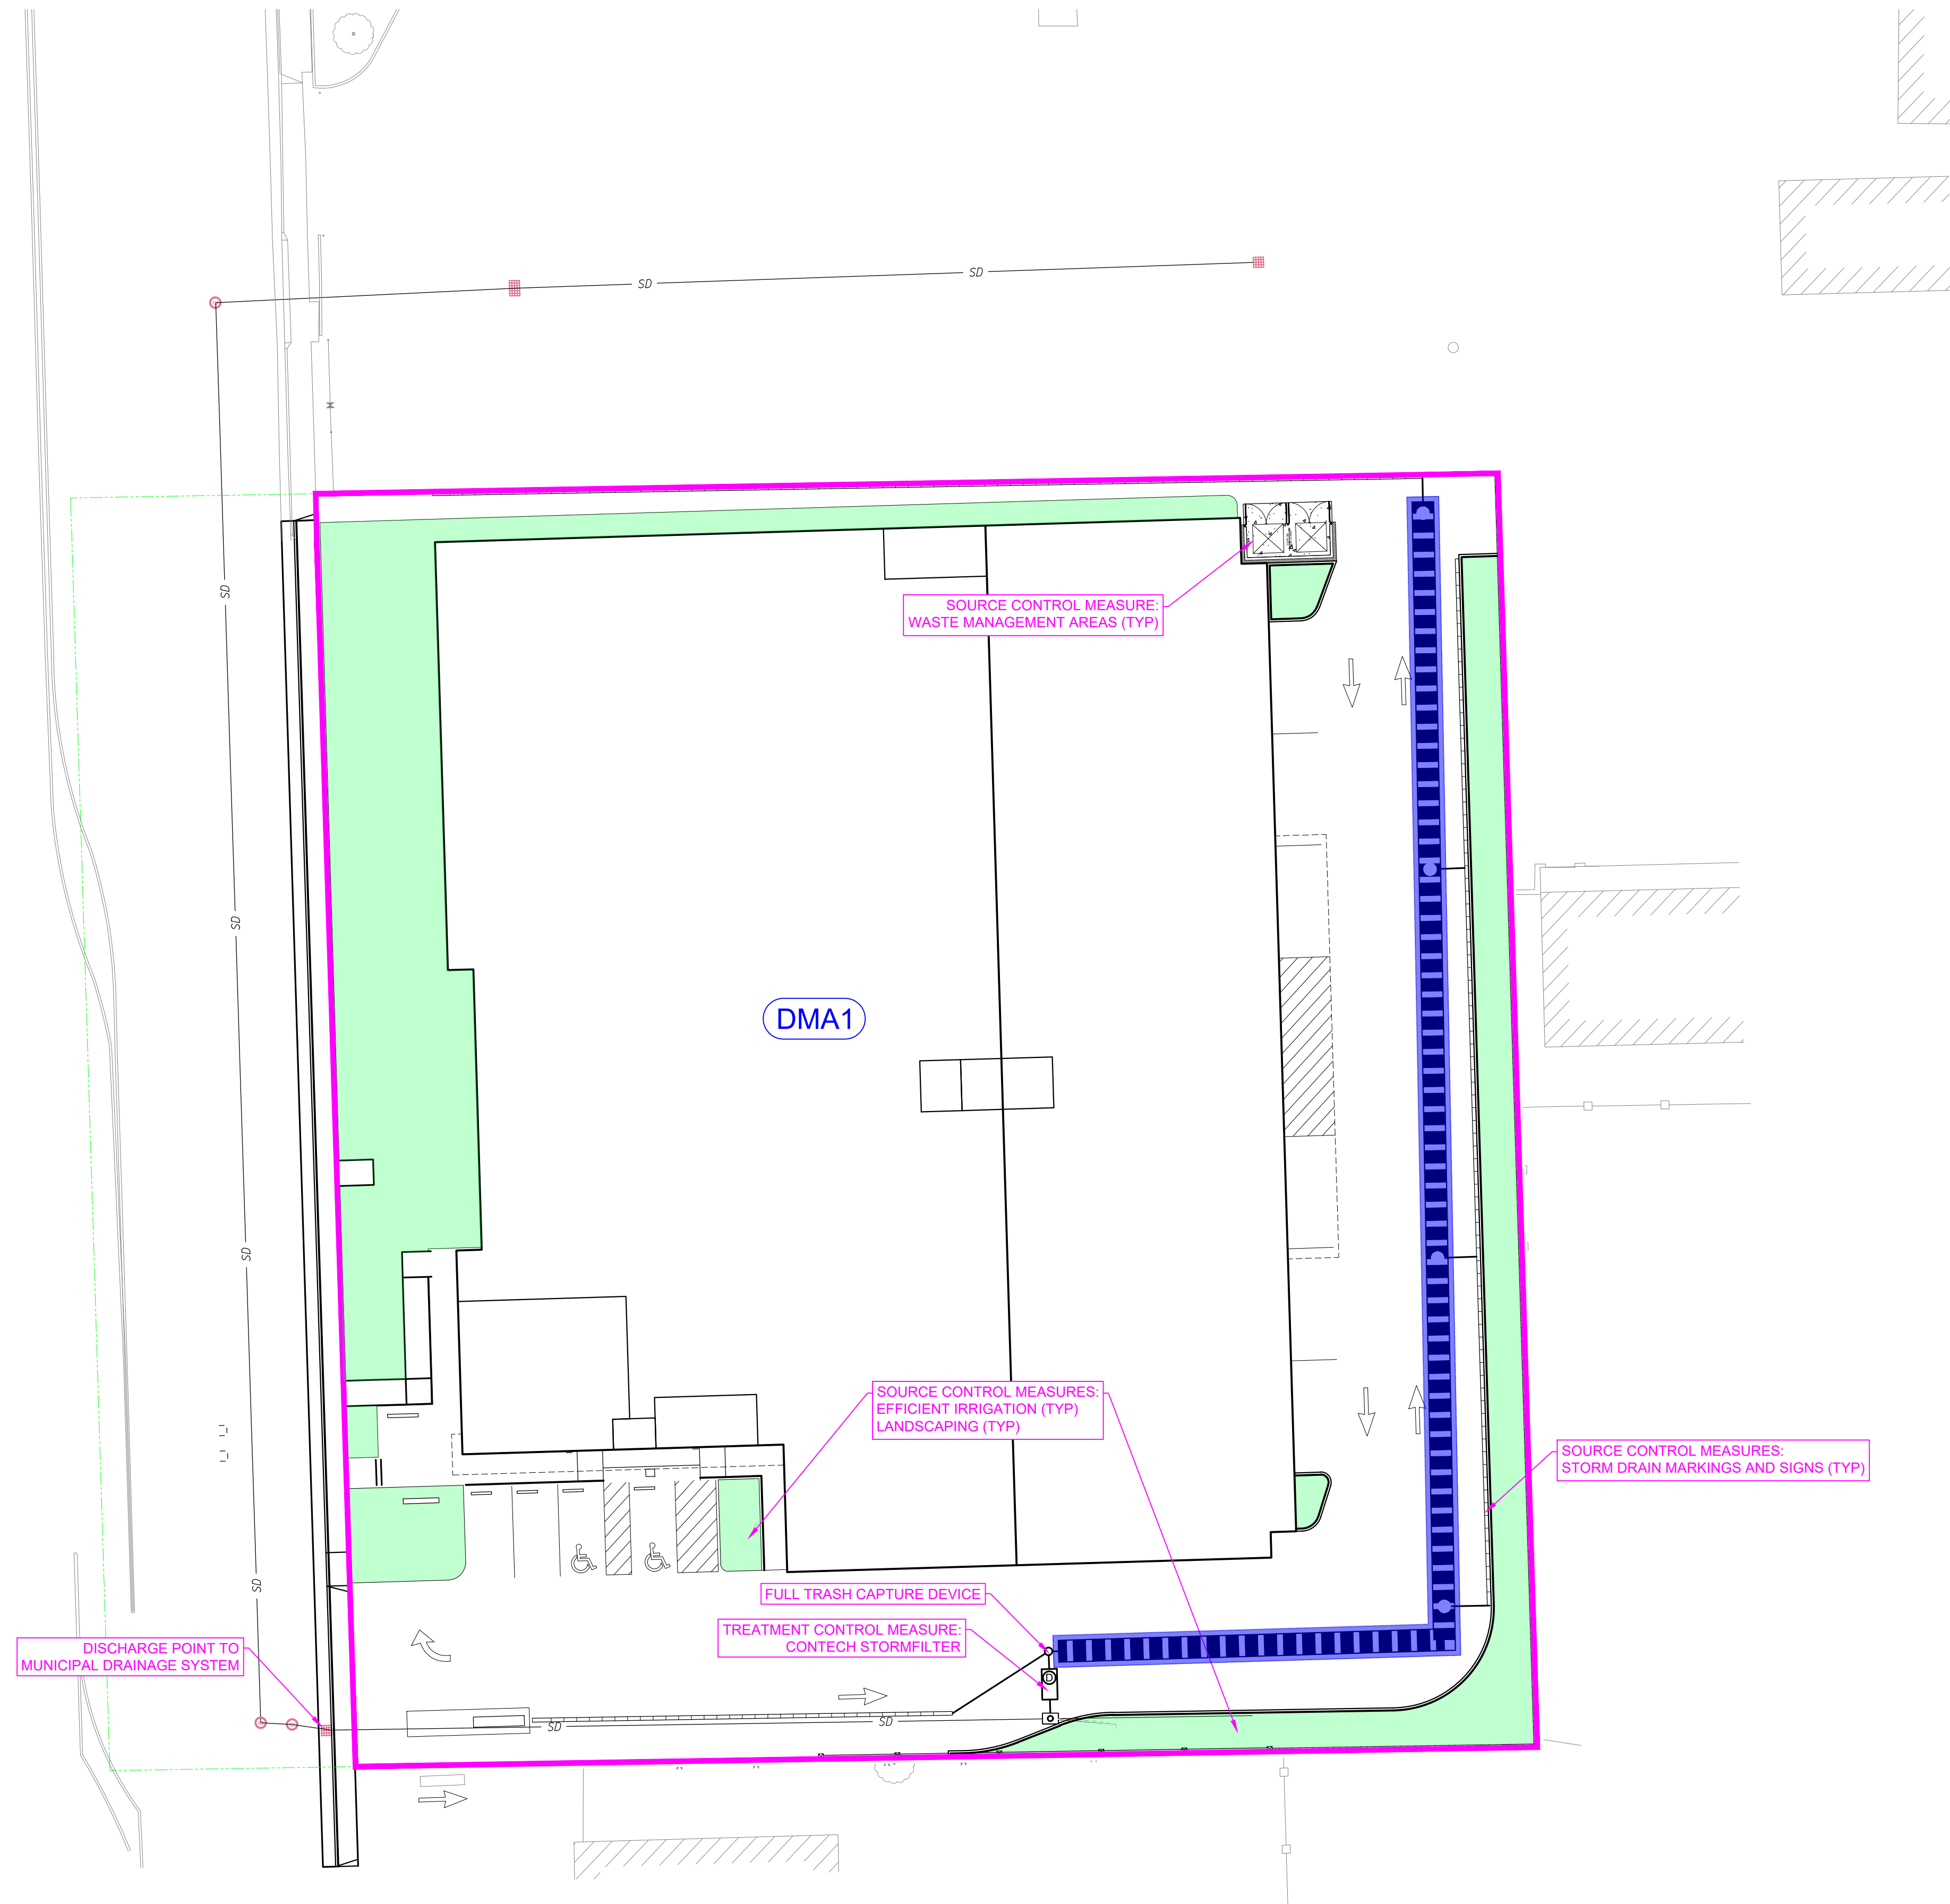 SD
SD
SD
SOURCE CONTROL MEASURE:
WASTE MANAGEMENT AREAS (TYP)
SD
DMA1
SD
SOURCE CONTROL MEASURES:
EFFICIENT IRRIGATION (TYP)
LANDSCAPING (TYP)
SOURCE CONTROL MEASURES:
STORM DRAIN MARKINGS AND SIGNS (TYP)
SD
FULL TRASH CAPTURE DEVICE
TREATMENT CONTROL MEASURE:
CONTECH STORMFILTER
DISCHARGE POINT TO
MUNICIPAL DRAINAGE SYSTEM
D
SD
SD